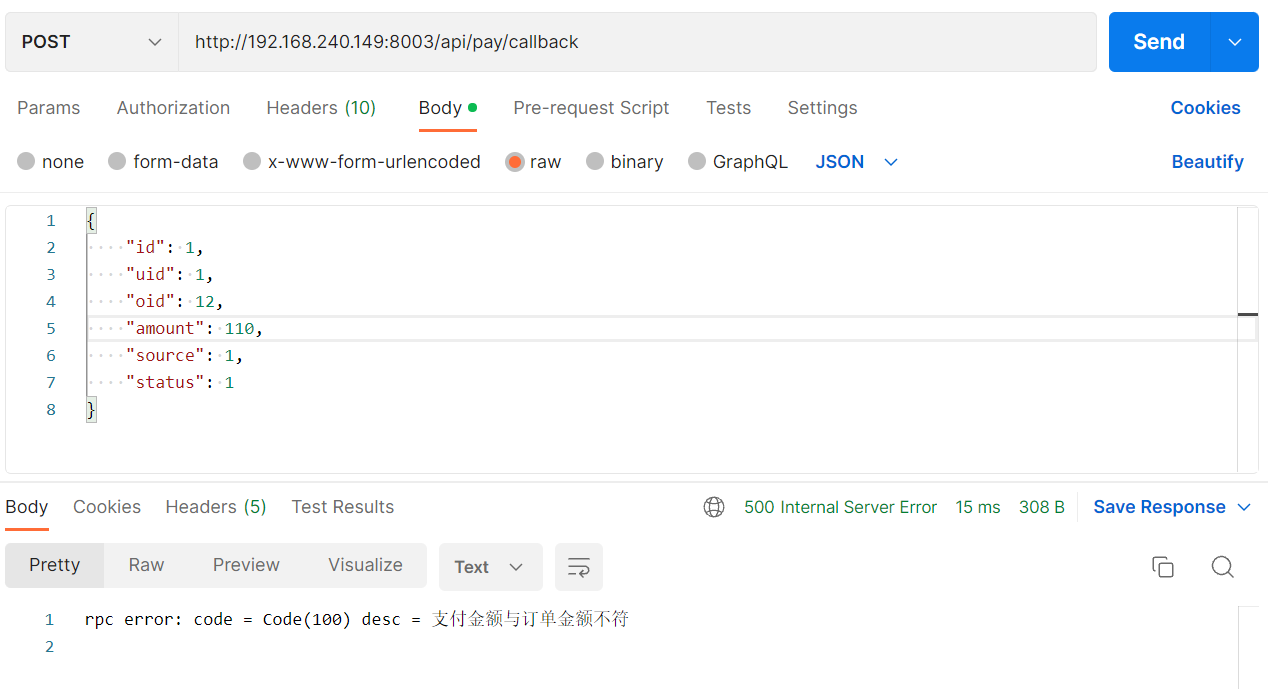 POST http://192.168.240.149:8003/api/pay/callback Send
Params Authorization Headers (10) Body Pre-request Script Tests Settings Cookies
none form-data x-www-form-urlencoded raw binary GraphQL JSON Beautify
1 {
2 "id": 1,
3 "uid": 1,
4 "oid": 12,
5 "amount": 110,
6 "source": 1,
7 "status": 1
8 }
Body Cookies Headers (5) Test Results 500 Internal Server Error 15 ms 308 B Save Response
Pretty Raw Preview Visualize Text
1 rpc error: code = Code(100) desc = 支付金额与订单金额不符
2